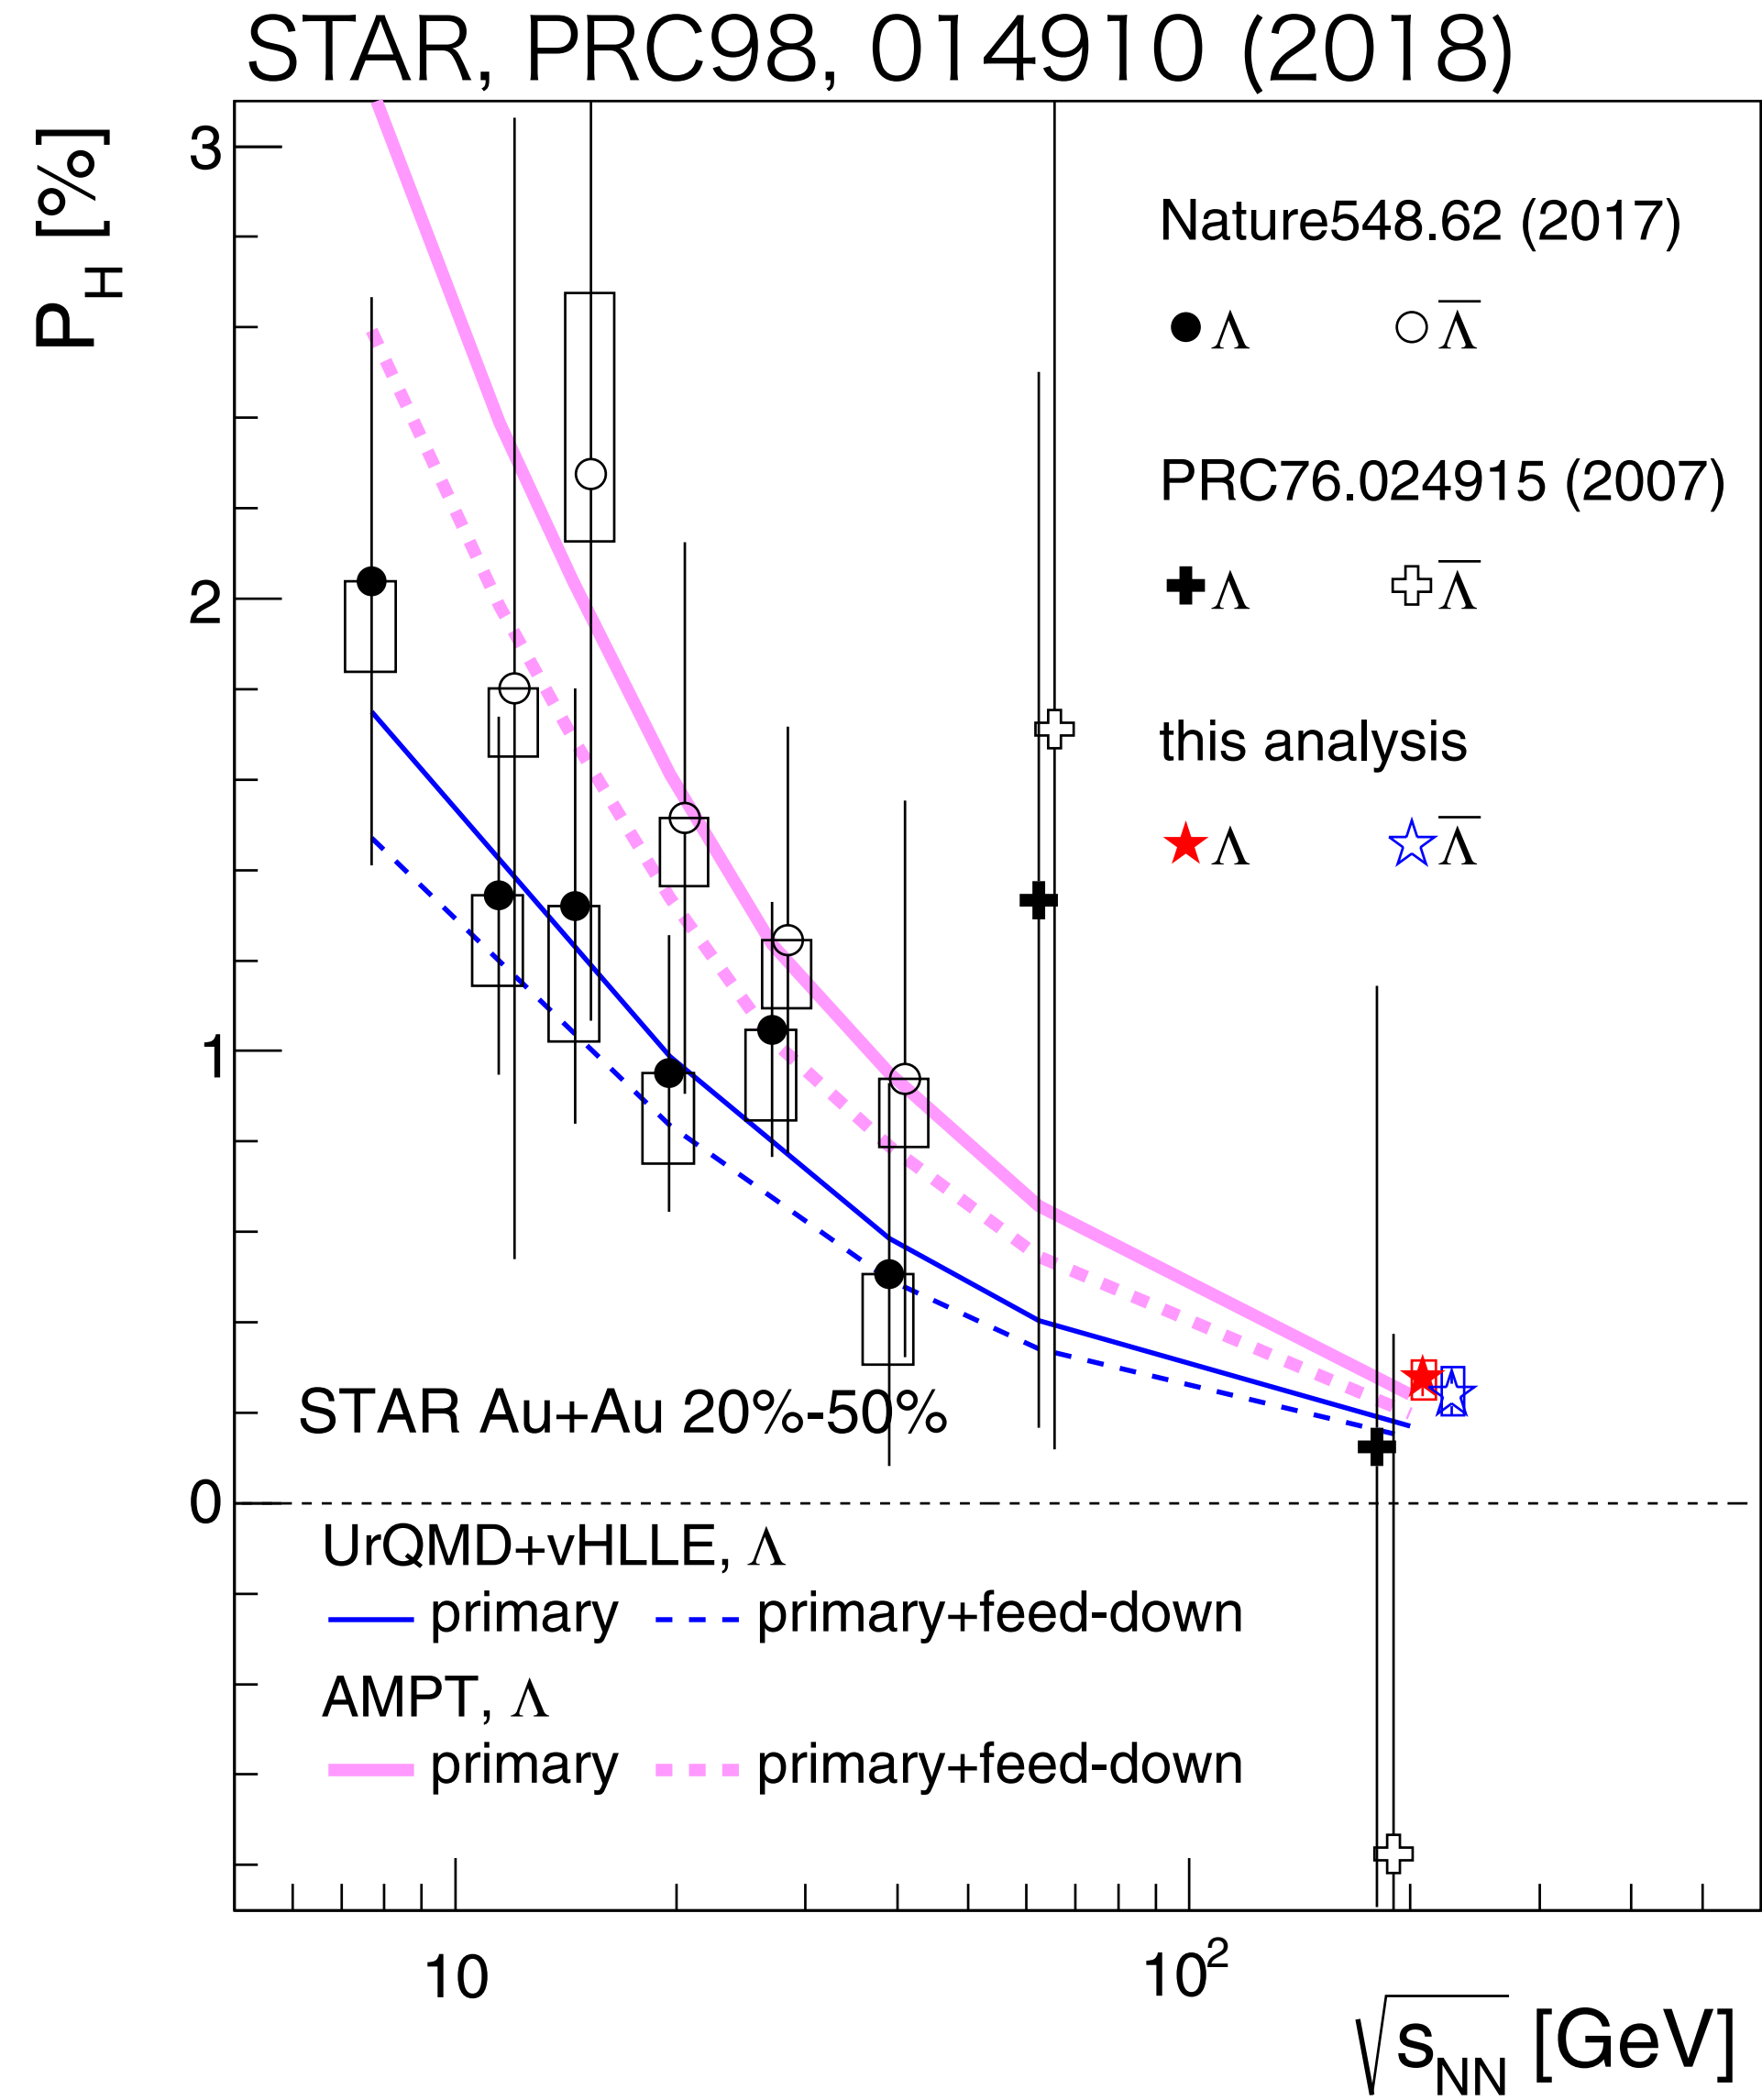 STAR, PRC98, 014910 (2018)
P_H [%]
3
2
1
0
Nature548.62 (2017)
Λ Λ̅
PRC76.024915 (2007)
Λ Λ̅
this analysis
Λ Λ̅
STAR Au+Au 20%-50%
UrQMD+vHLLE, Λ
primary primary+feed-down
AMPT, Λ
primary primary+feed-down
10 10²
√s_NN [GeV]